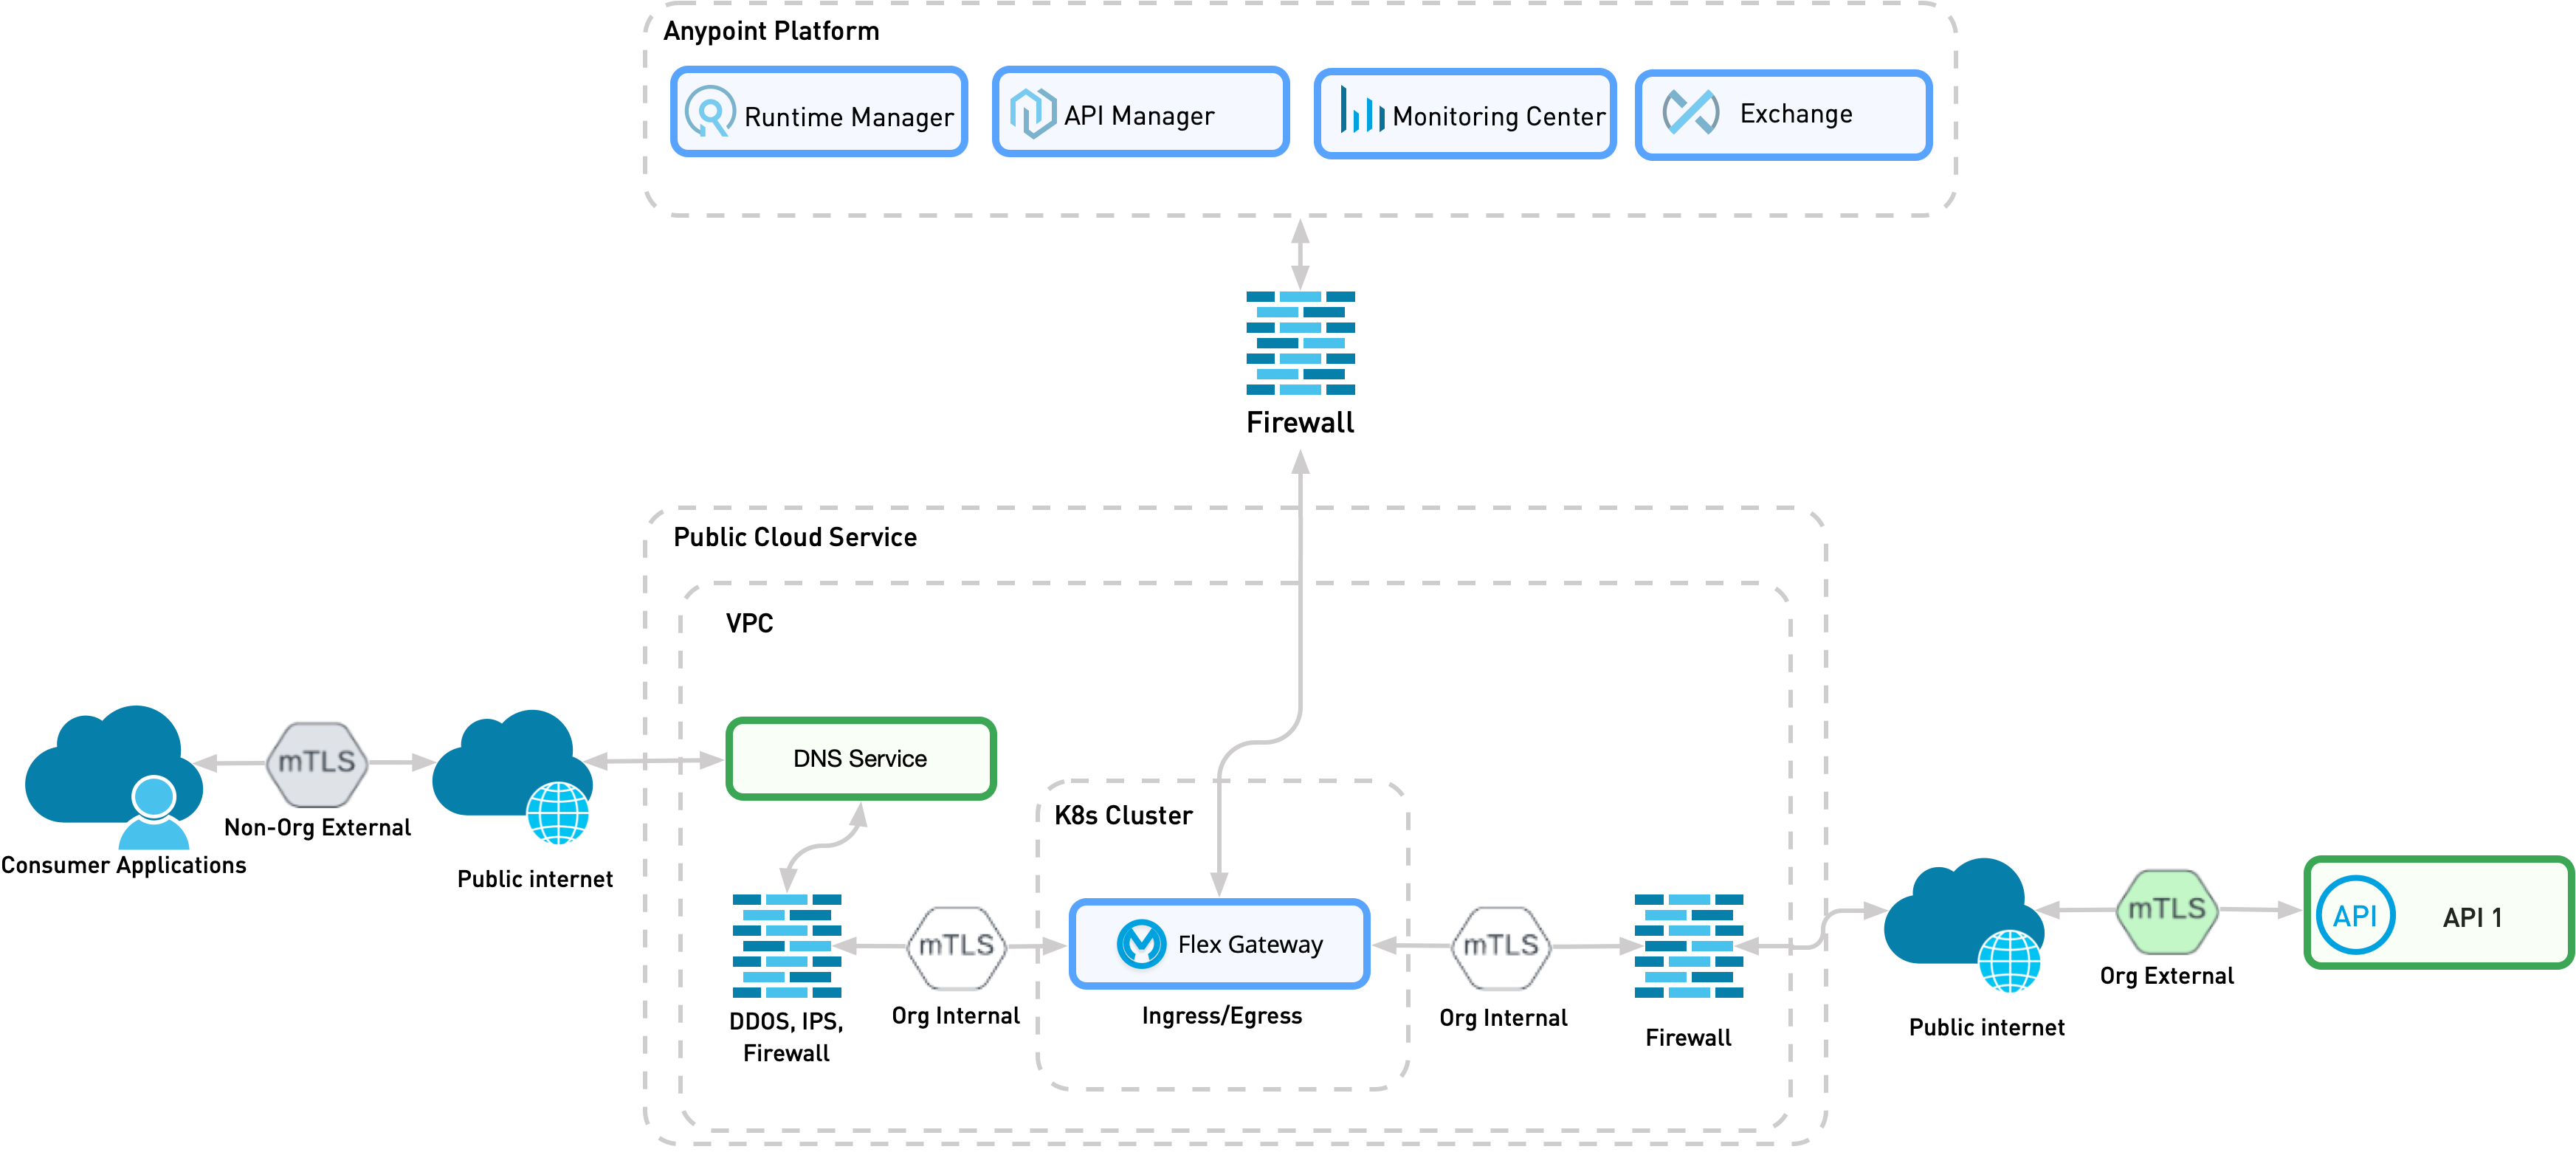 Anypoint Platform
Runtime Manager
API Manager
Monitoring Center
Exchange
Firewall
Public Cloud Service
VPC
DNS Service
mTLS
Non-Org External
Consumer Applications
Public internet
K8s Cluster
DDOS, IPS,
Firewall
mTLS
Org Internal
Flex Gateway
Ingress/Egress
mTLS
Org Internal
Firewall
Public internet
mTLS
Org External
API
API 1